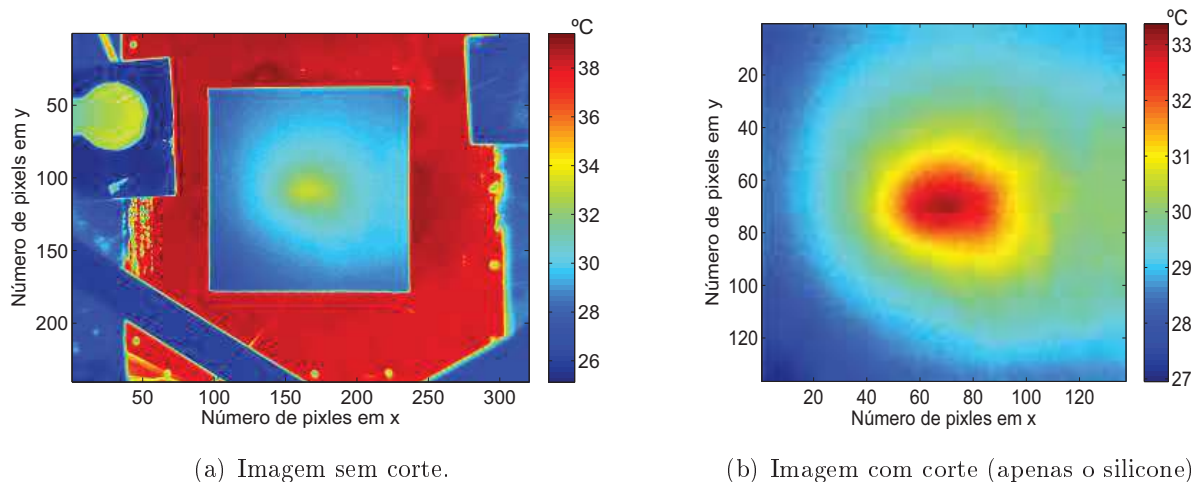 ºC
38
36
34
32
30
28
26
50
100
150
200
Número de pixels em y
50 100 150 200 250 300
Número de pixles em x
(a) Imagem sem corte.
ºC
33
32
31
30
29
28
27
20
40
60
80
100
120
Número de pixels em y
20 40 60 80 100 120
Número de pixles em x
(b) Imagem com corte (apenas o silicone)